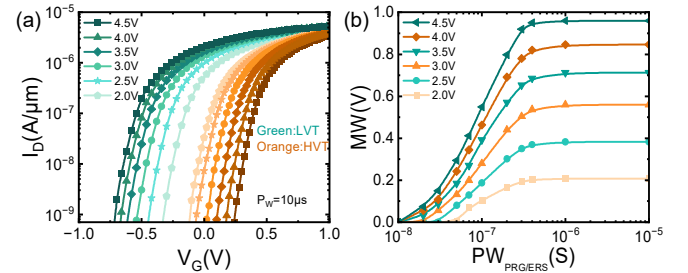 (a)
4.5V
4.0V
3.5V
3.0V
2.5V
2.0V
Green:LVT
Orange:HVT
P_W=10μs
10⁻⁵
10⁻⁶
10⁻⁷
10⁻⁸
10⁻⁹
I_D(A/μm)
-1.0 -0.5 0.0 0.5 1.0
V_G(V)
(b)
4.5V
4.0V
3.5V
3.0V
2.5V
2.0V
1.0
0.8
0.6
0.4
0.2
0.0
MW(V)
10⁻⁸ 10⁻⁷ 10⁻⁶ 10⁻⁵
PW_PRG/ERS(S)